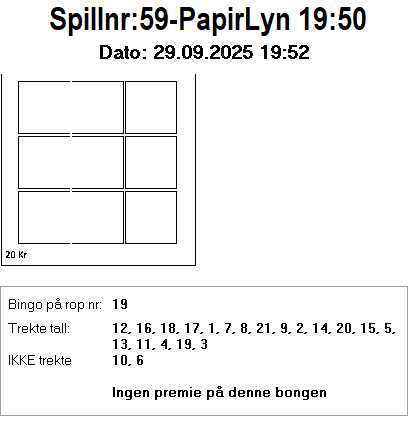 Spillnr:59-PapirLyn 19:50
Dato: 29.09.2025 19:52
20 Kr
Bingo på rop nr: 19
Trekte tall: 12, 16, 18, 17, 1, 7, 8, 21, 9, 2, 14, 20, 15, 5,
13, 11, 4, 19, 3
IKKE trekte 10, 6
Ingen premie på denne bongen